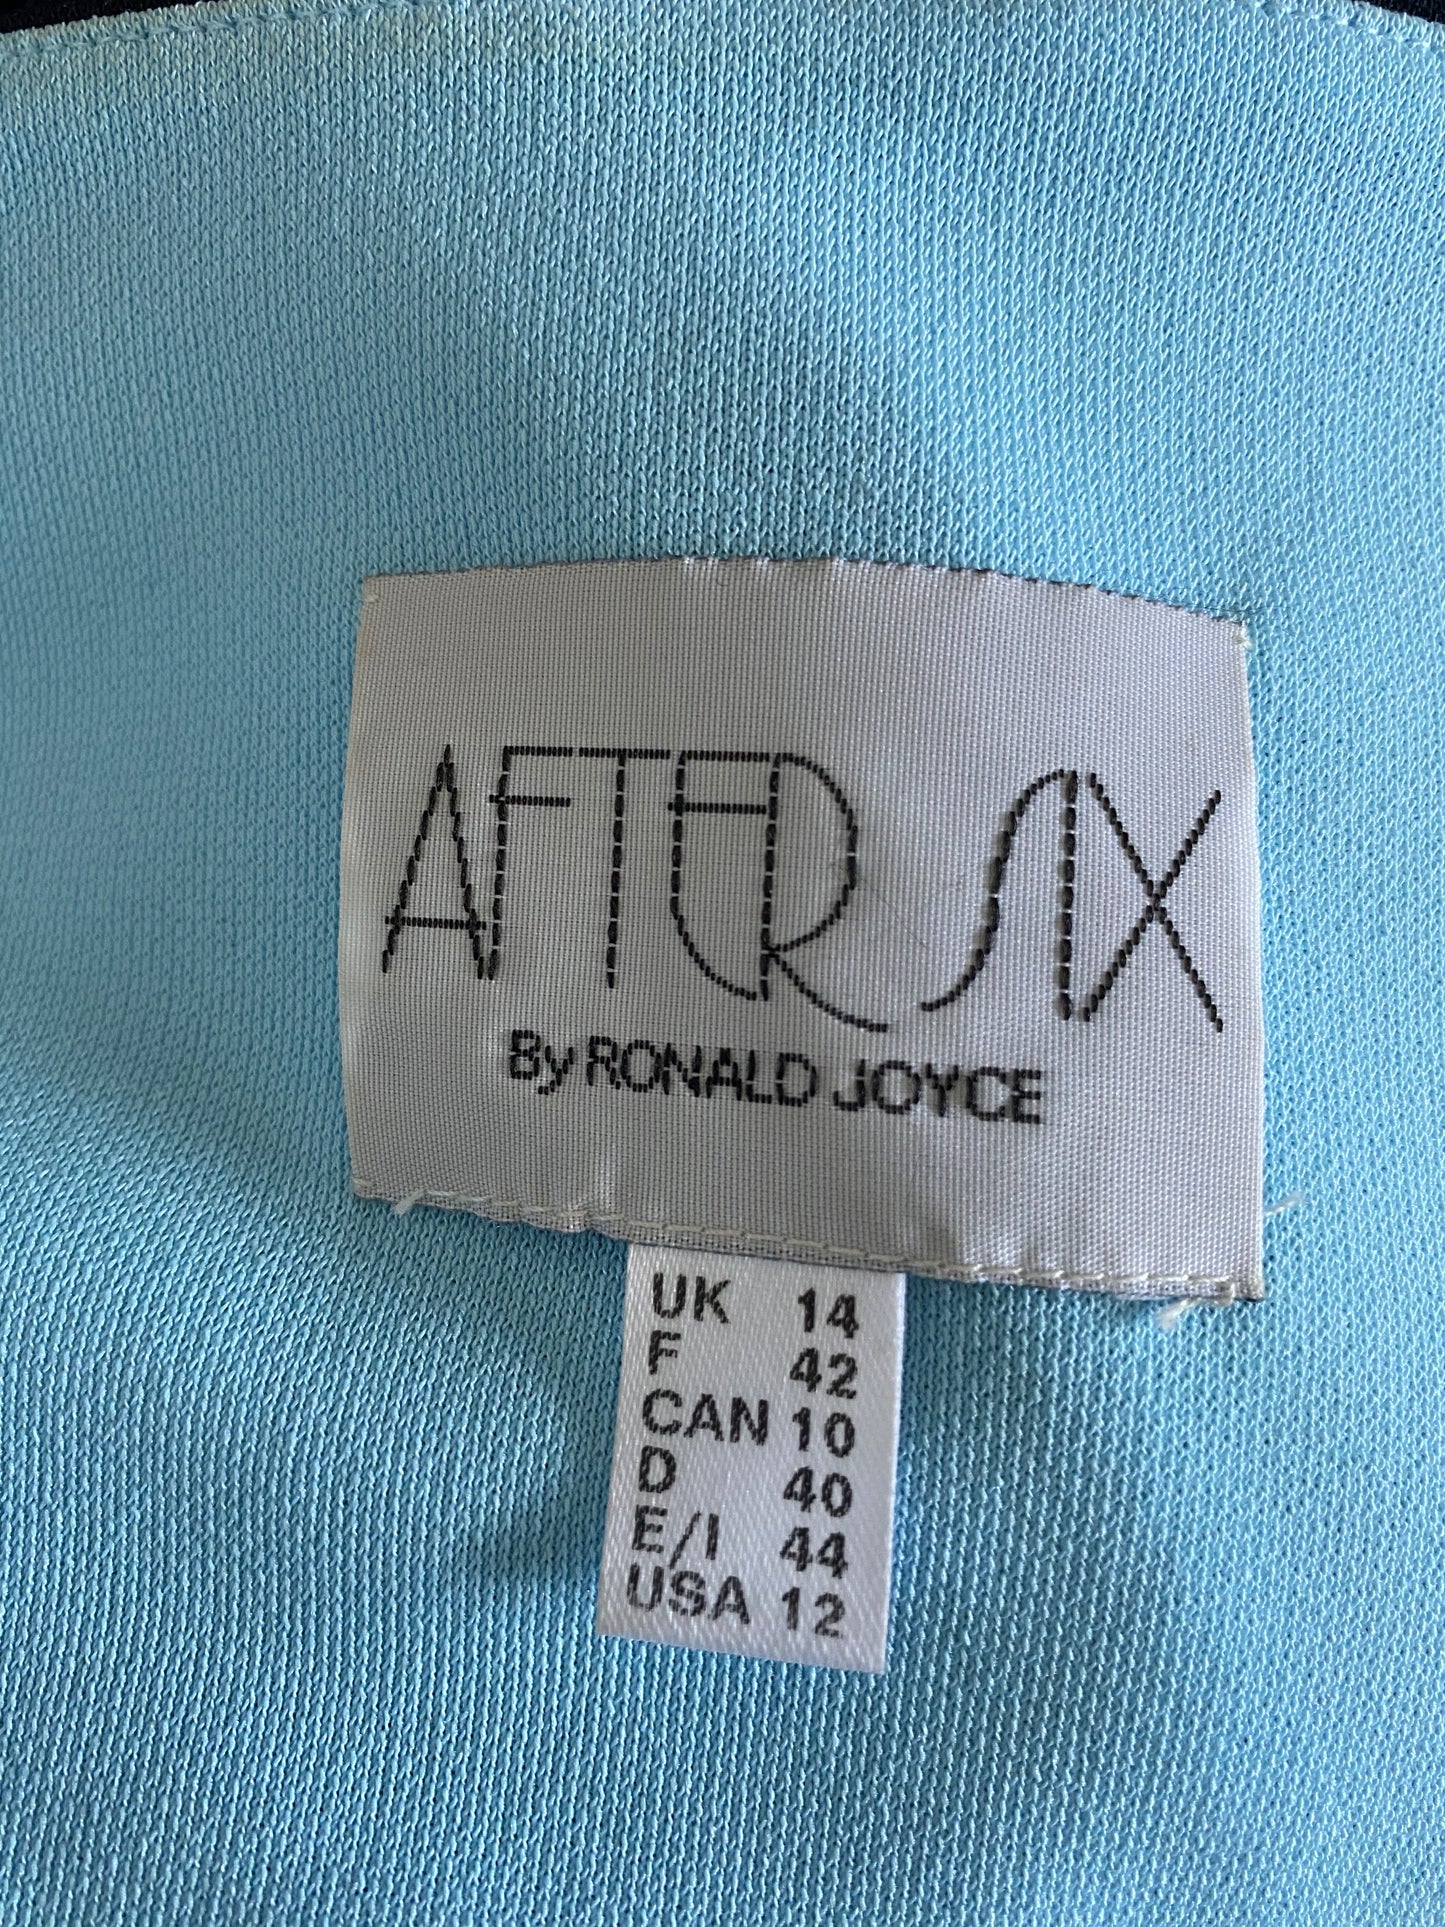 AFTER SIX
By RONALD JOYCE
UK 14
F 42
CAN 10
D 40
E/I 44
USA 12